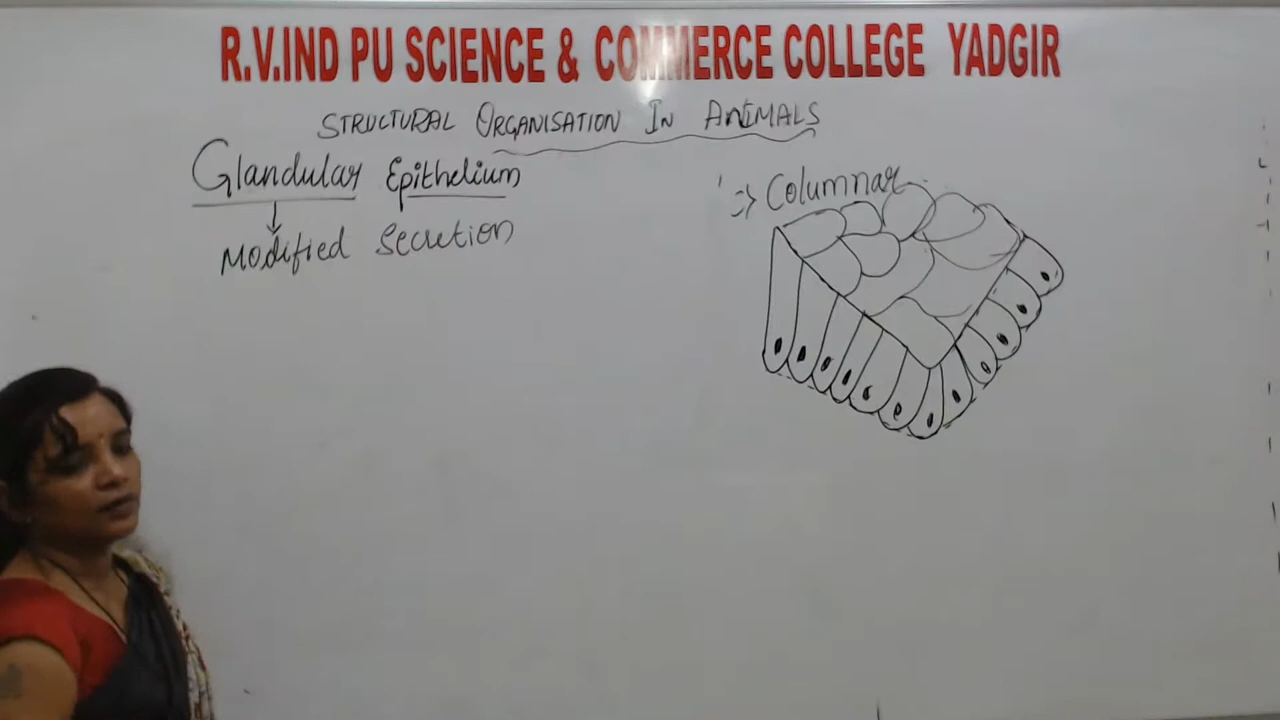 R.V.IND PU SCIENCE & COMMERCE COLLEGE YADGIR
STRUCTURAL ORGANISATION IN ANIMALS
Glandular Epithelium
Modified Secretion
=> Columnar